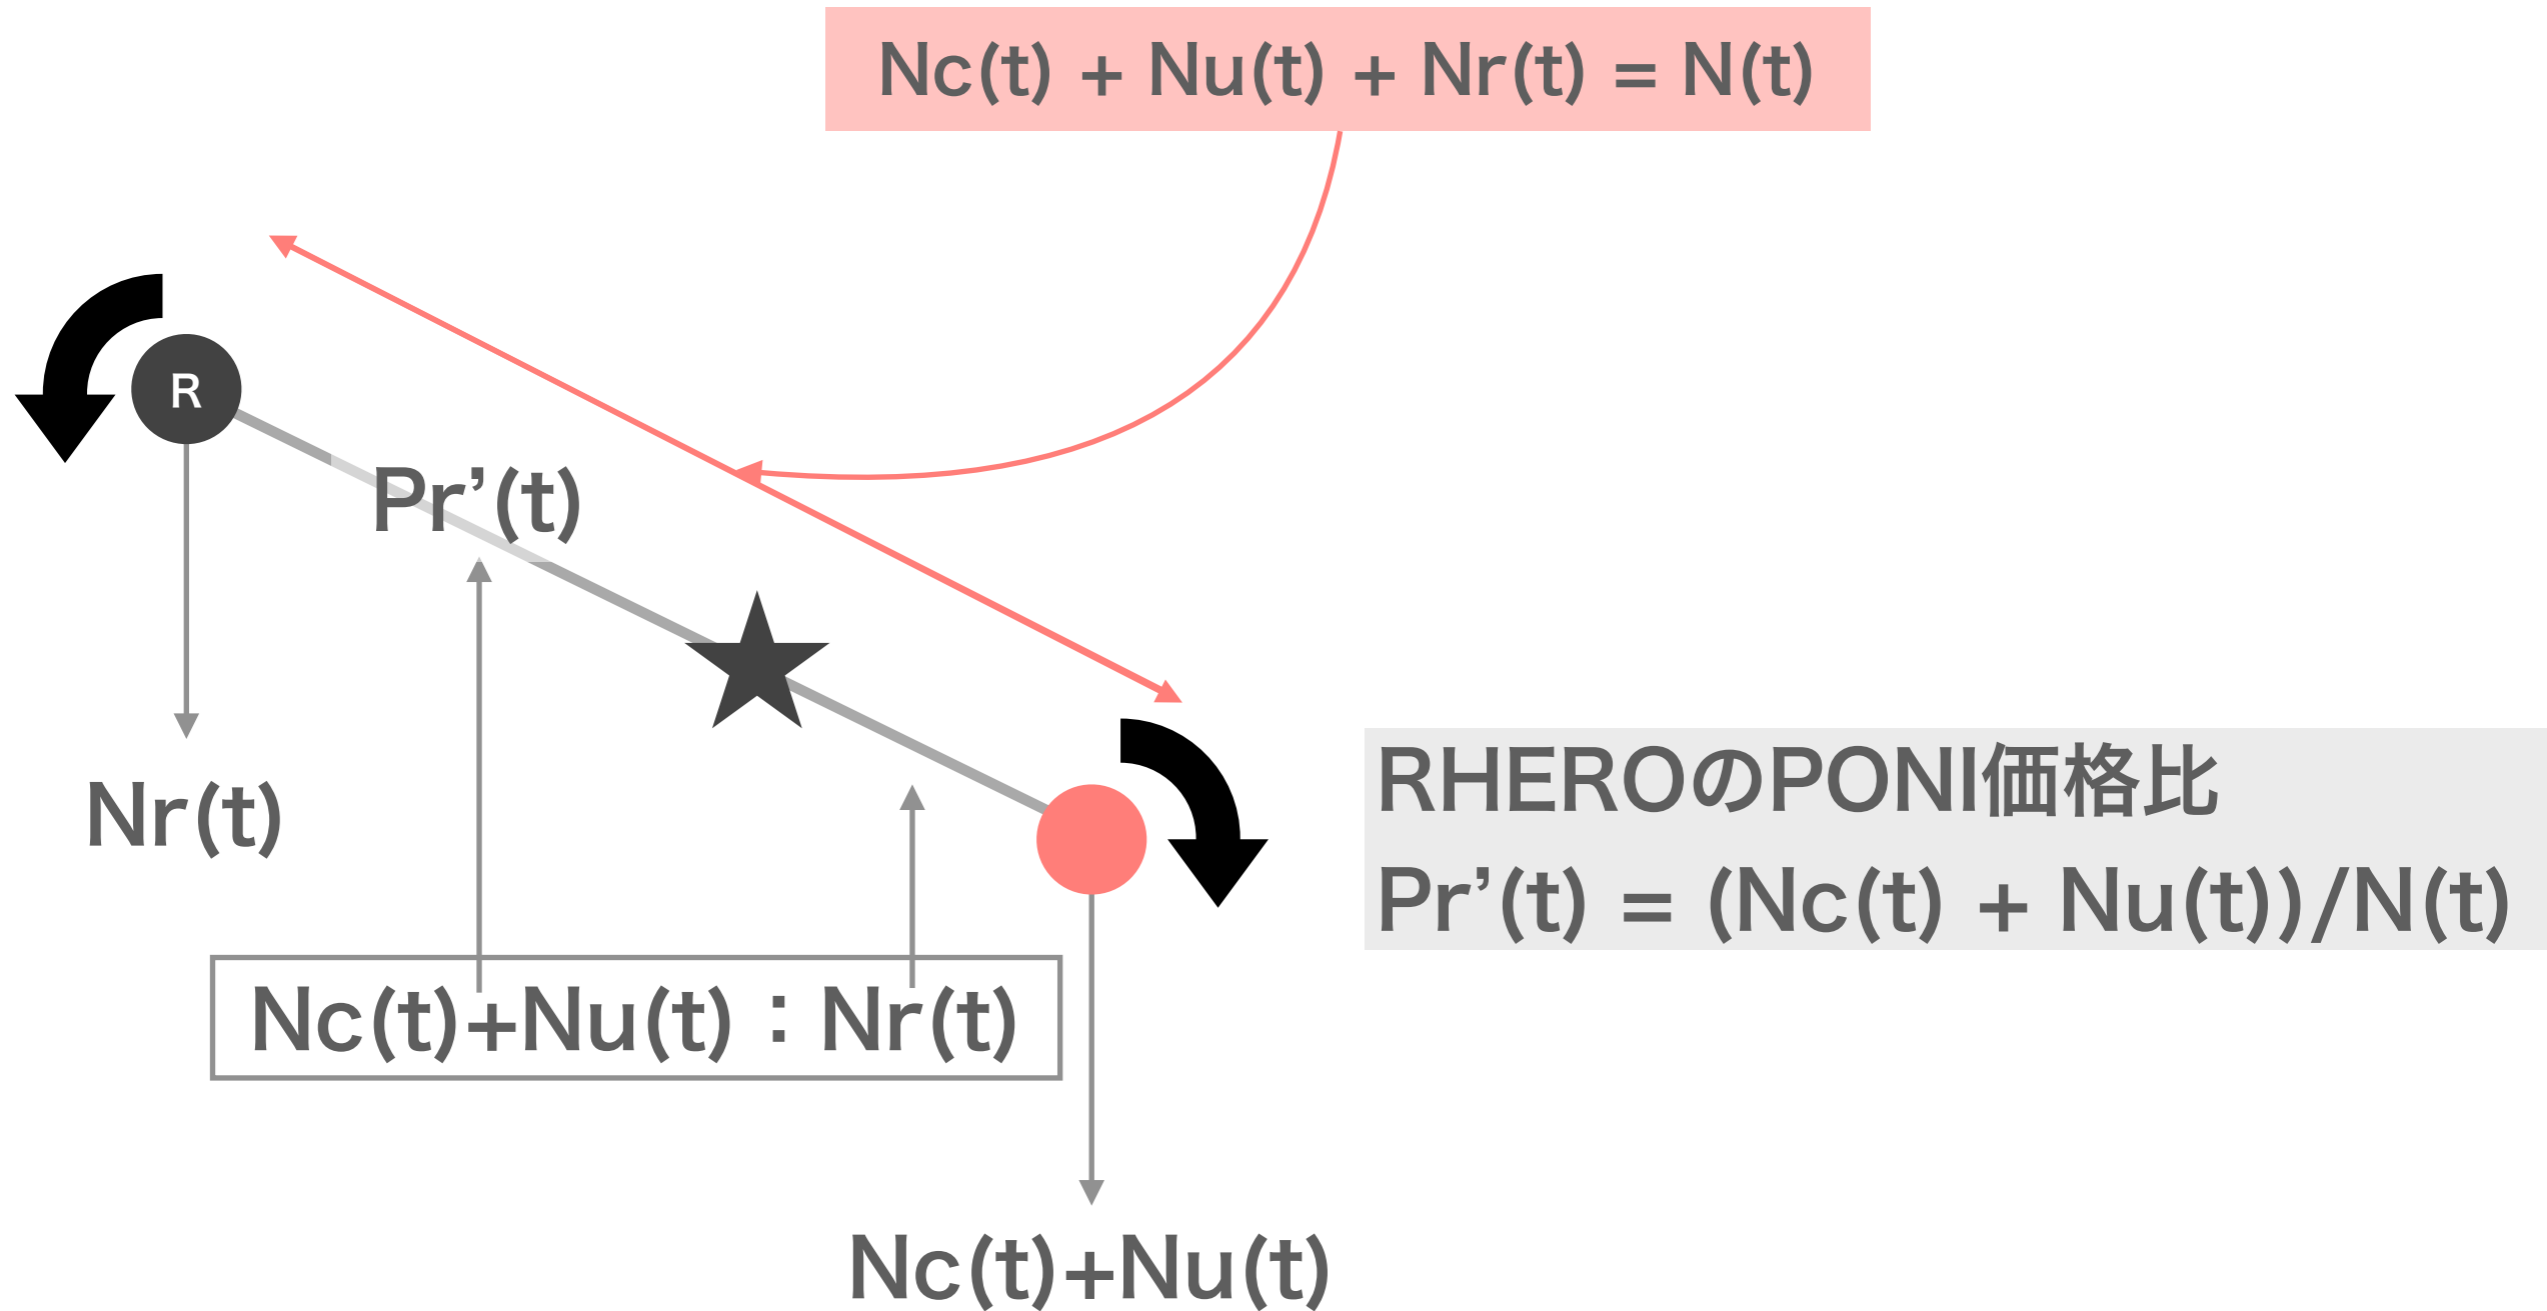 Nc(t) + Nu(t) + Nr(t) = N(t)
R
Pr’(t)
Nr(t)
RHEROのPONI価格比
Pr’(t) = (Nc(t) + Nu(t))/N(t)
Nc(t)+Nu(t)：Nr(t)
Nc(t)+Nu(t)